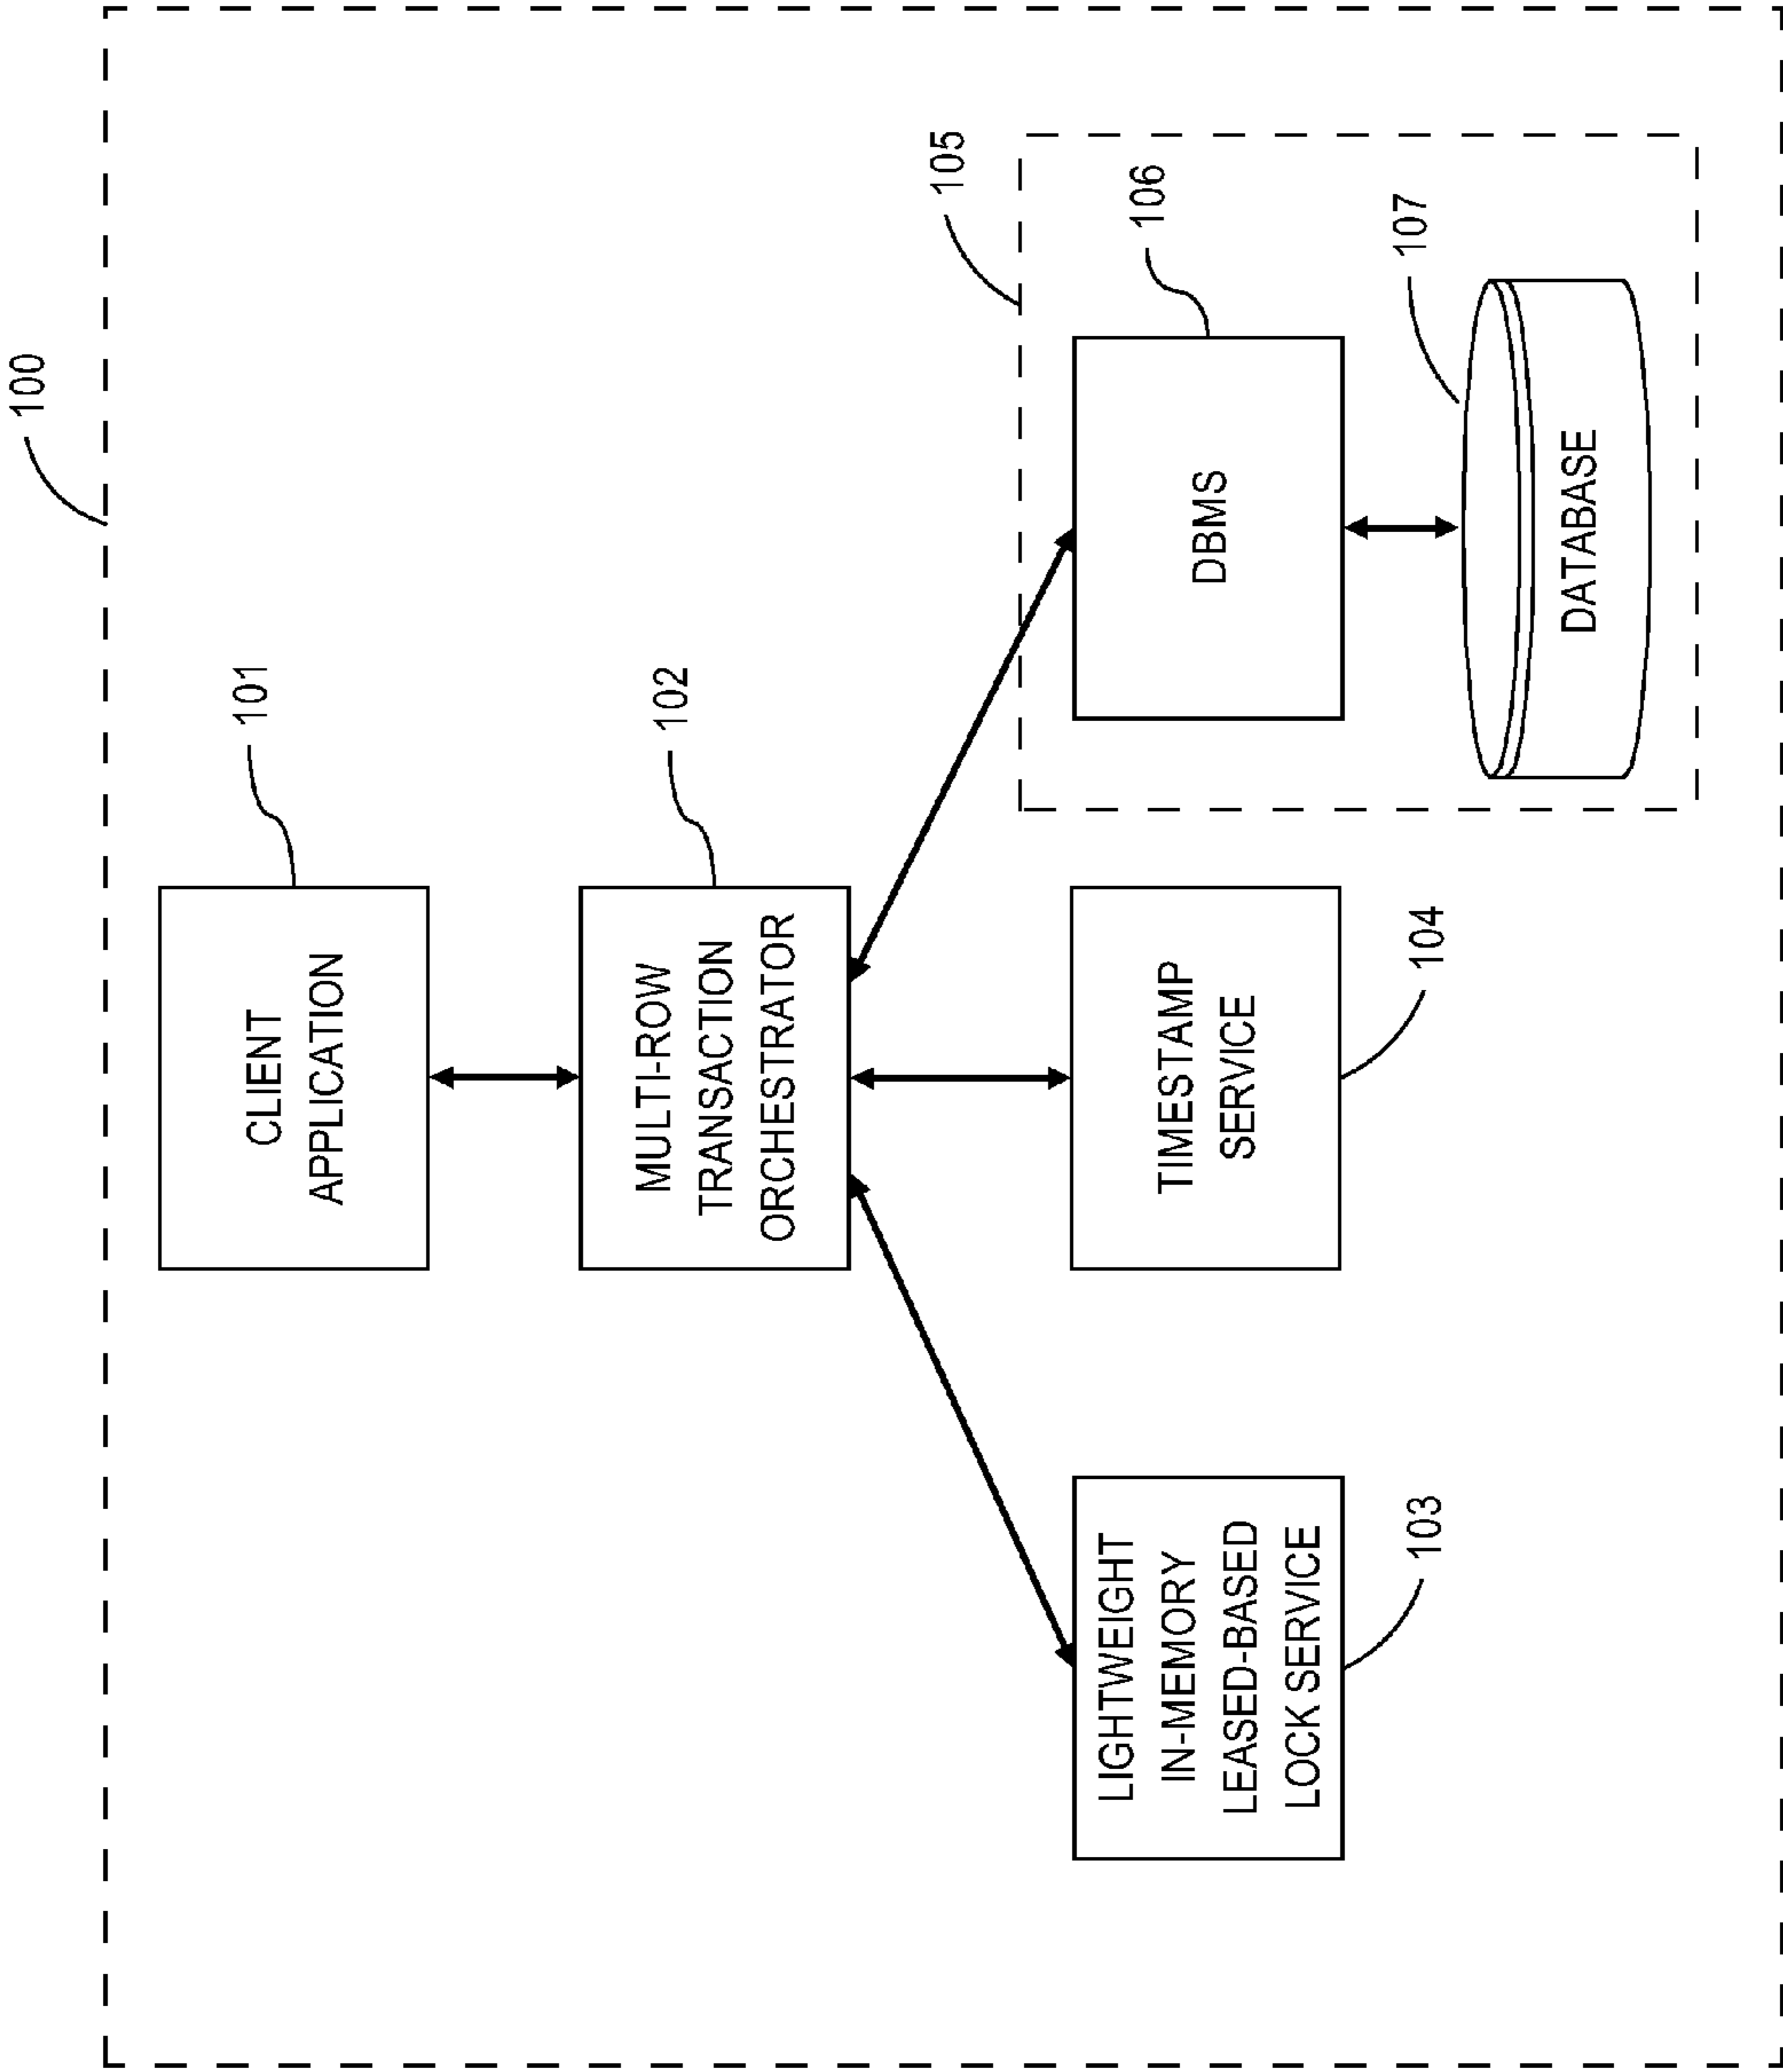 100
CLIENT
APPLICATION
101
MULTI-ROW
TRANSACTION
ORCHESTRATOR
102
LIGHTWEIGHT
IN-MEMORY
LEASED-BASED
LOCK SERVICE
103
TIMESTAMP
SERVICE
104
105
DBMS
106
DATABASE
107